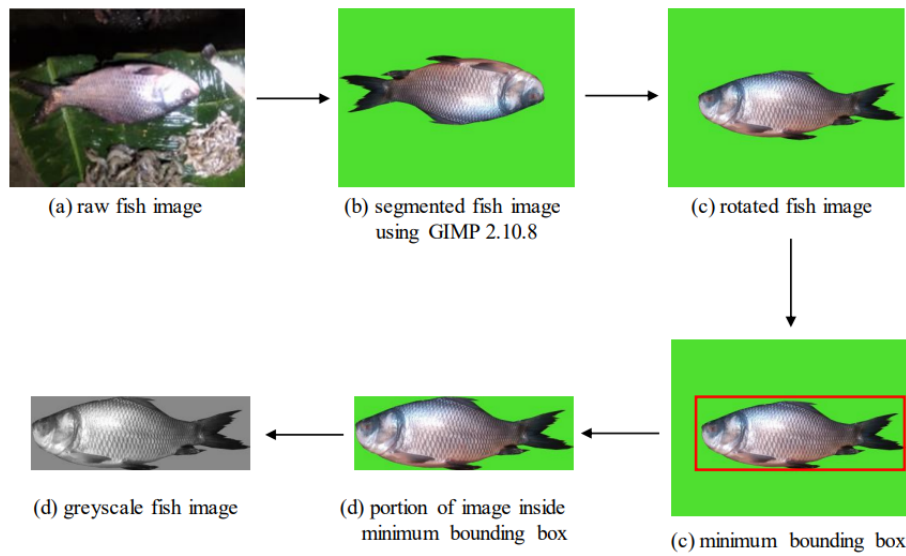 (a) raw fish image
(b) segmented fish image
using GIMP 2.10.8
(c) rotated fish image
(d) greyscale fish image
(d) portion of image inside
minimum bounding box
(c) minimum bounding box